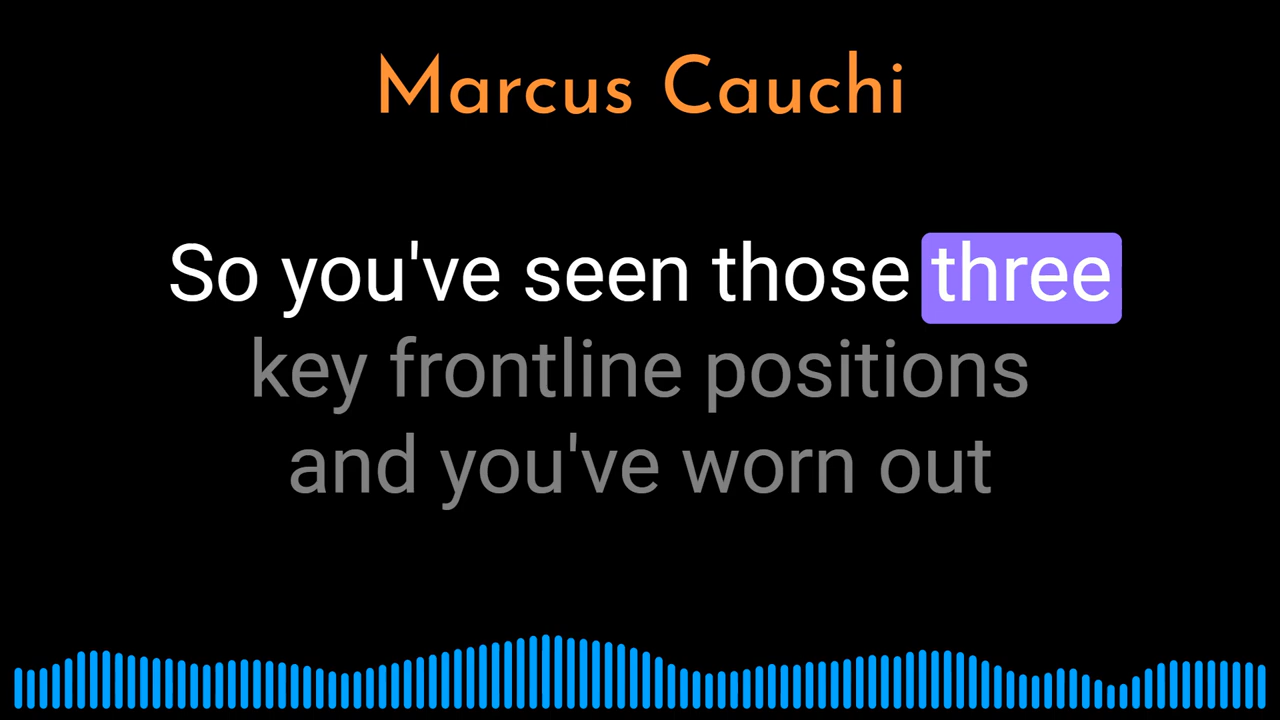 Marcus Cauchi
So you've seen those three
key frontline positions
and you've worn out